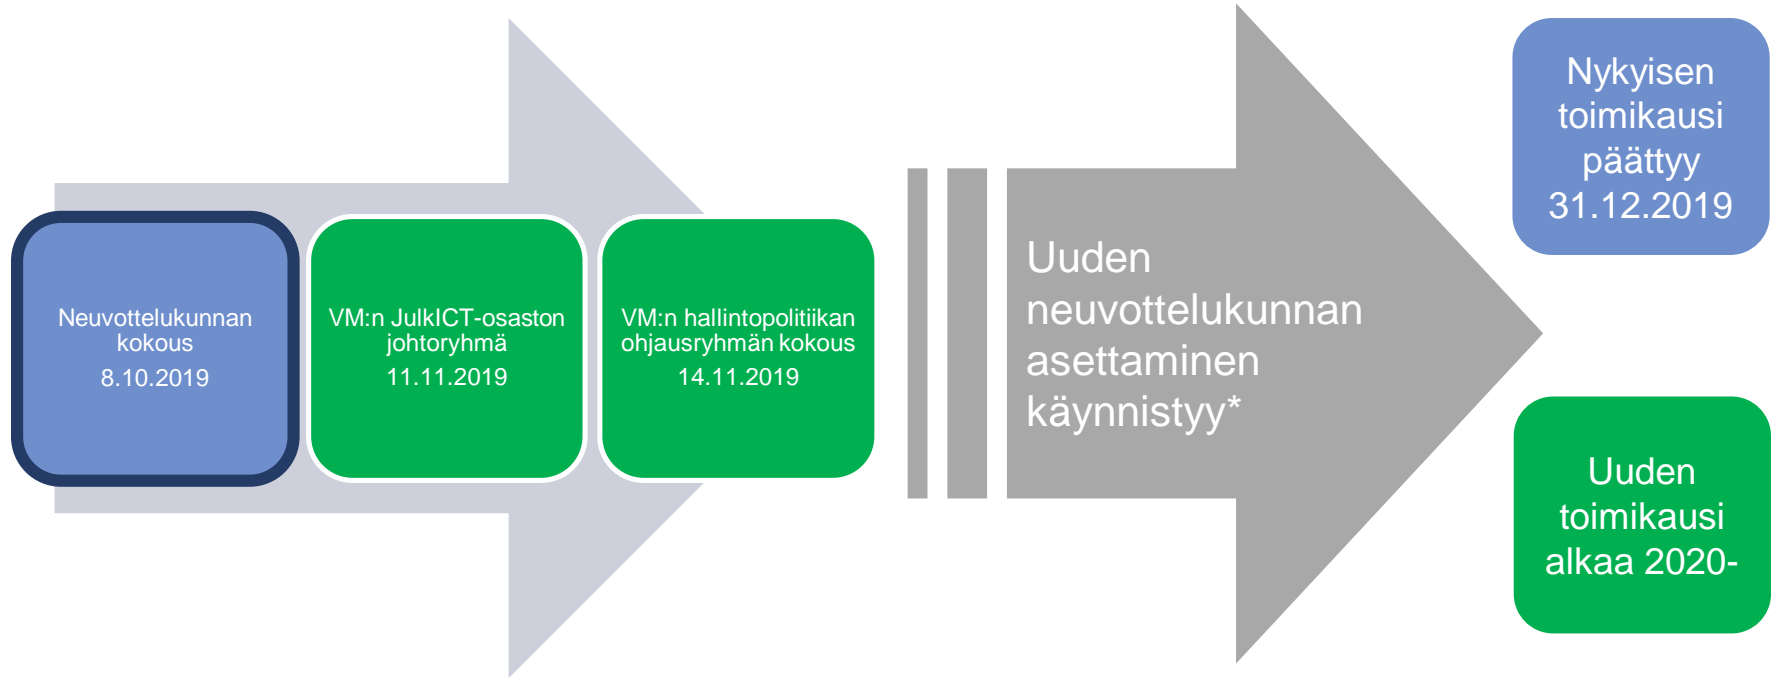 Neuvottelukunnan
kokous
8.10.2019
VM:n JulkICT-osaston
johtoryhmä
11.11.2019
VM:n hallintopolitiikan
ohjausryhmän kokous
14.11.2019
Uuden
neuvottelukunnan
asettaminen
käynnistyy*
Nykyisen
toimikausi
päättyy
31.12.2019
Uuden
toimikausi
alkaa 2020-